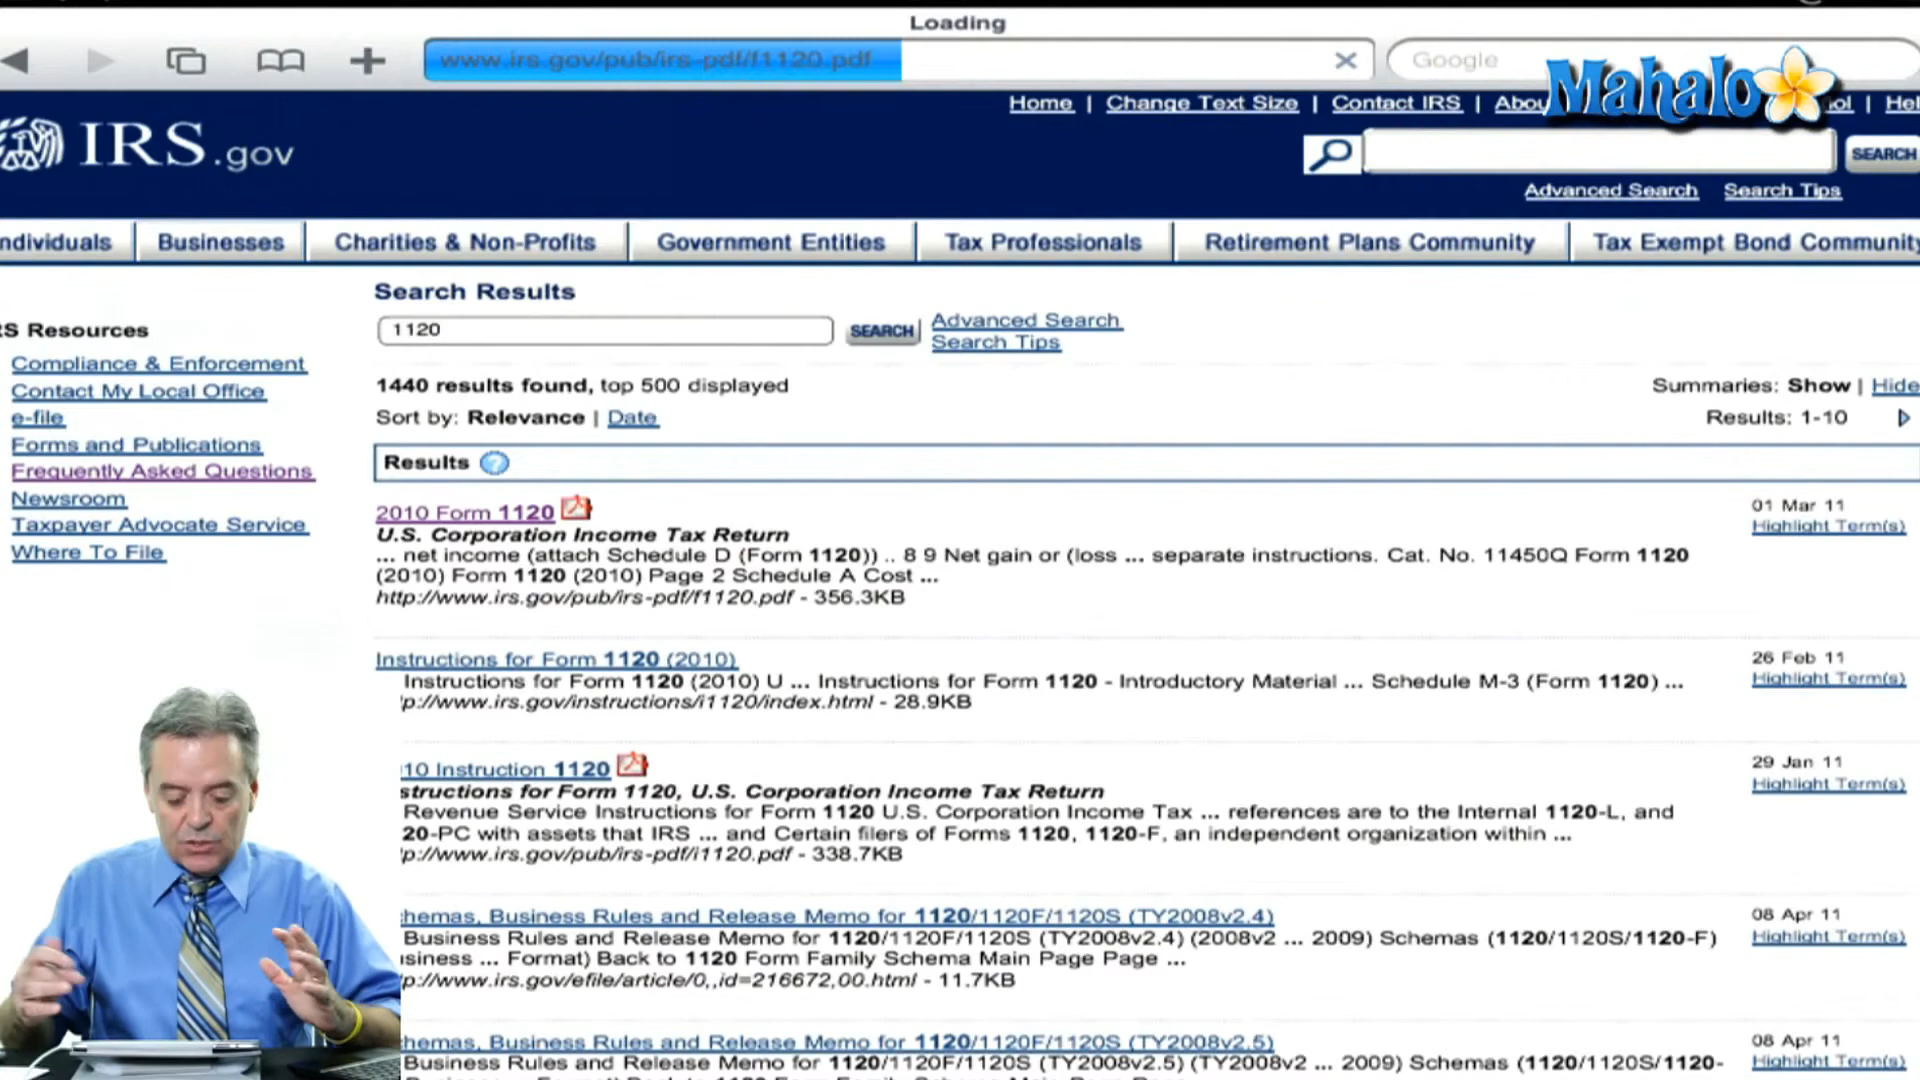 Loading
www.irs.gov/pub/irs-pdf/f1120.pdf
Google
Mahalo
Home | Change Text Size | Contact IRS |
IRS.gov
SEARCH
Advanced Search Search Tips
ndividuals Businesses Charities & Non-Profits Government Entities Tax Professionals Retirement Plans Community Tax Exempt Bond Community
Search Results
1120 SEARCH Advanced Search
Search Tips
RS Resources
Compliance & Enforcement
Contact My Local Office
e-file
Forms and Publications
Frequently Asked Questions
Newsroom
Taxpayer Advocate Service
Where To File
1440 results found, top 500 displayed
Summaries: Show | Hide
Sort by: Relevance | Date
Results: 1-10
Results ?
2010 Form 1120
01 Mar 11
Highlight Term(s)
U.S. Corporation Income Tax Return
... net income (attach Schedule D (Form 1120)) .. 8 9 Net gain or (loss ... separate instructions. Cat. No. 11450Q Form 1120
(2010) Form 1120 (2010) Page 2 Schedule A Cost ...
http://www.irs.gov/pub/irs-pdf/f1120.pdf - 356.3KB
Instructions for Form 1120 (2010)
26 Feb 11
Highlight Term(s)
Instructions for Form 1120 (2010) U ... Instructions for Form 1120 - Introductory Material ... Schedule M-3 (Form 1120) ...
p://www.irs.gov/instructions/i1120/index.html - 28.9KB
10 Instruction 1120
29 Jan 11
Highlight Term(s)
structions for Form 1120, U.S. Corporation Income Tax Return
Revenue Service Instructions for Form 1120 U.S. Corporation Income Tax ... references are to the Internal 1120-L, and
20-PC with assets that IRS ... and Certain filers of Forms 1120, 1120-F, an independent organization within ...
p://www.irs.gov/pub/irs-pdf/i1120.pdf - 338.7KB
hemas, Business Rules and Release Memo for 1120/1120F/1120S (TY2008v2.4)
08 Apr 11
Highlight Term(s)
Business Rules and Release Memo for 1120/1120F/1120S (TY2008v2.4) (2008v2 ... 2009) Schemas (1120/1120S/1120-F)
usiness ... Format) Back to 1120 Form Family Schema Main Page Page ...
p://www.irs.gov/efile/article/0,,id=216672,00.html - 11.7KB
hemas, Business Rules and Release Memo for 1120/1120F/1120S (TY2008v2.5)
08 Apr 11
Highlight Term(s)
Business Rules and Release Memo for 1120/1120F/1120S (TY2008v2.5) (TY2008v2 ... 2009) Schemas (1120/1120S/1120-